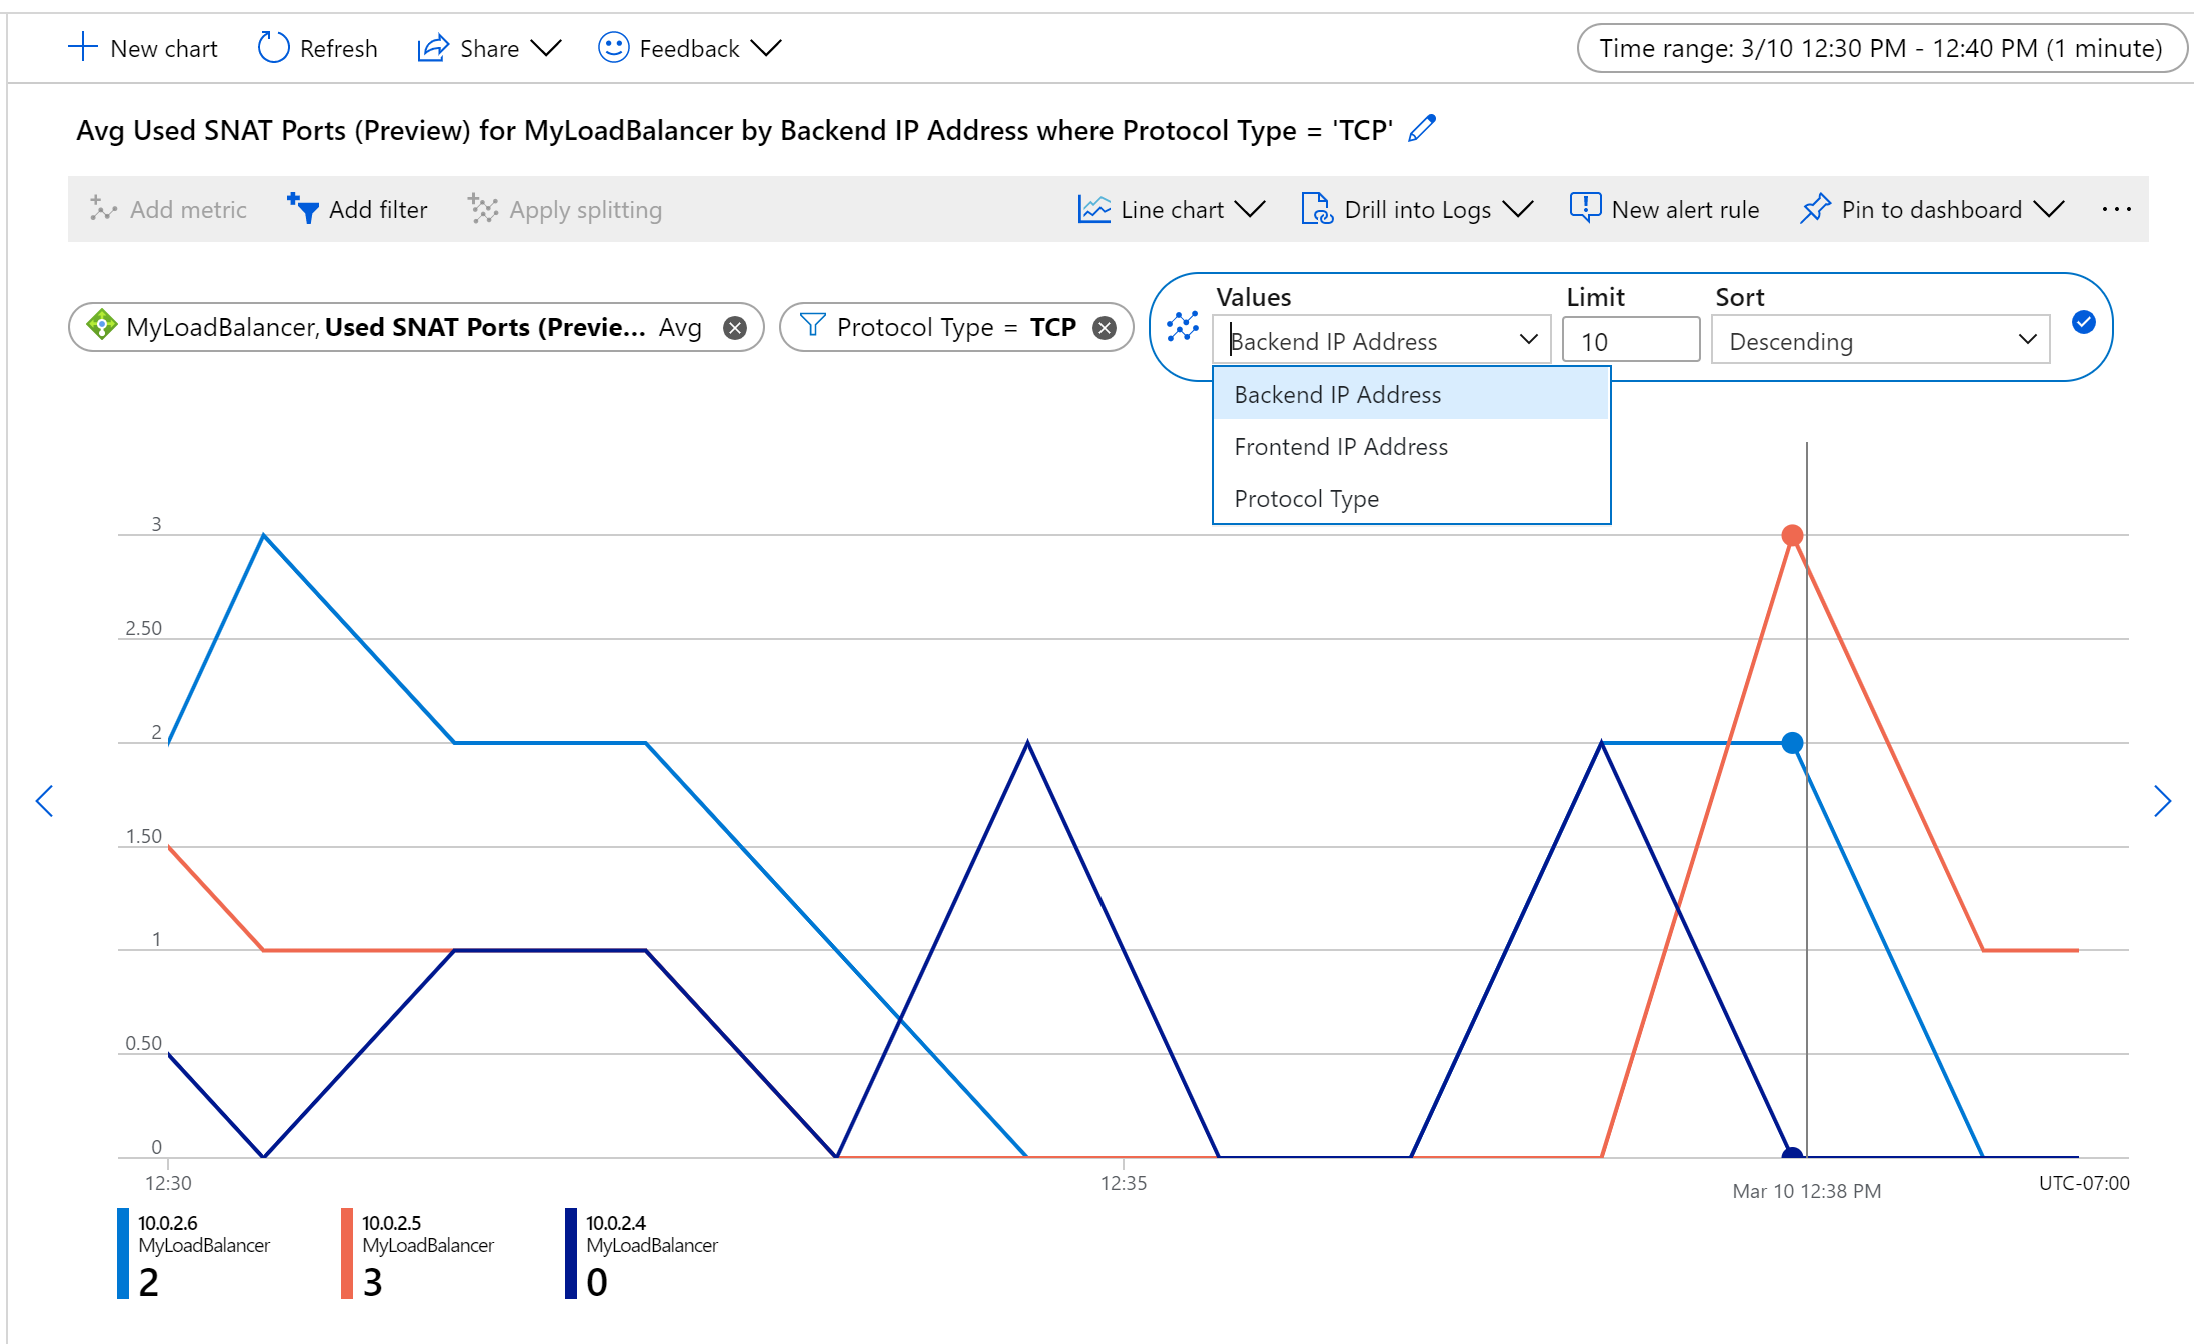 New chart Refresh Share Feedback Time range: 3/10 12:30 PM - 12:40 PM (1 minute)
Avg Used SNAT Ports (Preview) for MyLoadBalancer by Backend IP Address where Protocol Type = 'TCP'
Add metric Add filter Apply splitting Line chart Drill into Logs New alert rule Pin to dashboard ...
Values Limit Sort
MyLoadBalancer, Used SNAT Ports (Previe... Avg Protocol Type = TCP Backend IP Address 10 Descending
Backend IP Address
Frontend IP Address
Protocol Type
3
2.50
2
1.50
1
0.50
0
12:30 12:35 Mar 10 12:38 PM UTC-07:00
10.0.2.6 10.0.2.5 10.0.2.4
MyLoadBalancer MyLoadBalancer MyLoadBalancer
2 3 0